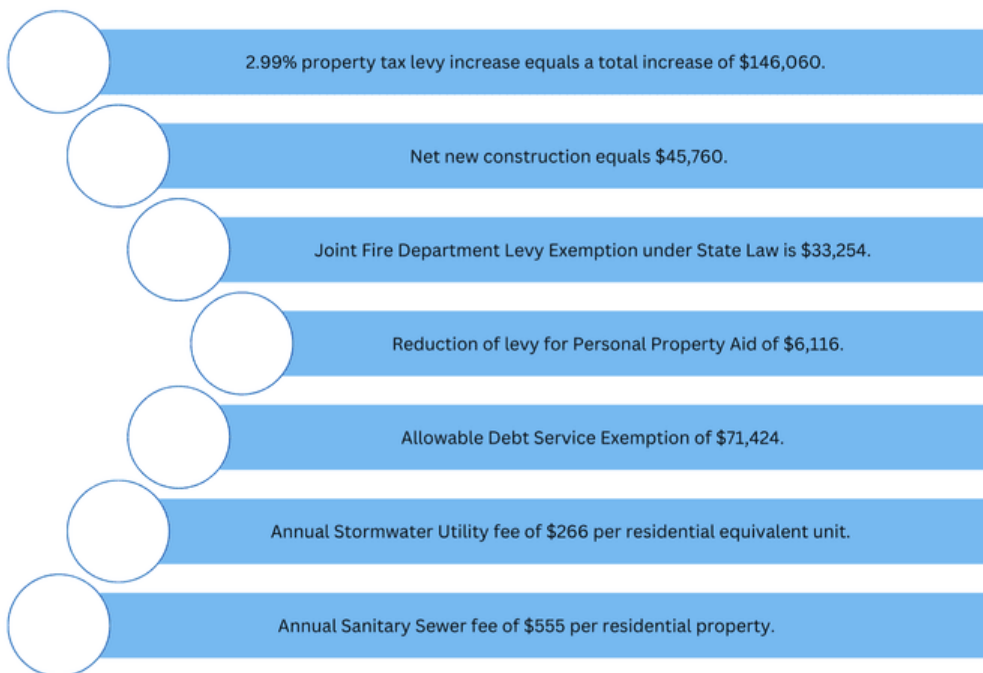 2.99% property tax levy increase equals a total increase of $146,060.
Net new construction equals $45,760.
Joint Fire Department Levy Exemption under State Law is $33,254.
Reduction of levy for Personal Property Aid of $6,116.
Allowable Debt Service Exemption of $71,424.
Annual Stormwater Utility fee of $266 per residential equivalent unit.
Annual Sanitary Sewer fee of $555 per residential property.